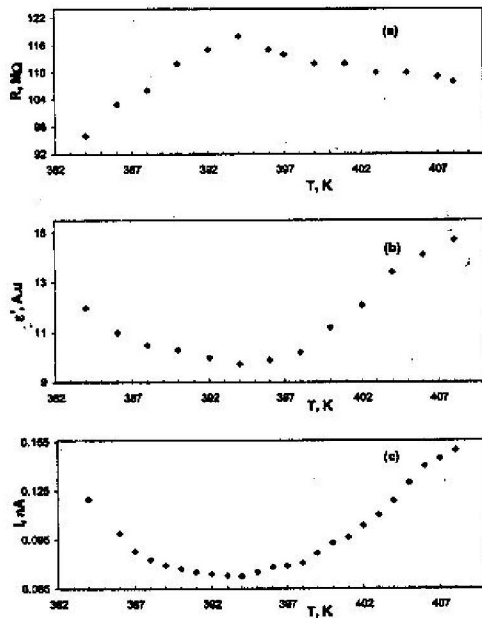 122
116
110
104
98
92
R, MΩ
(a)
382 387 392 397 402 407
T, K
15
13
11
9
ε', A.u
(b)
382 387 392 397 402 407
T, K
0.155
0.125
0.095
0.065
I, nA
(c)
382 387 392 397 402 407
T, K